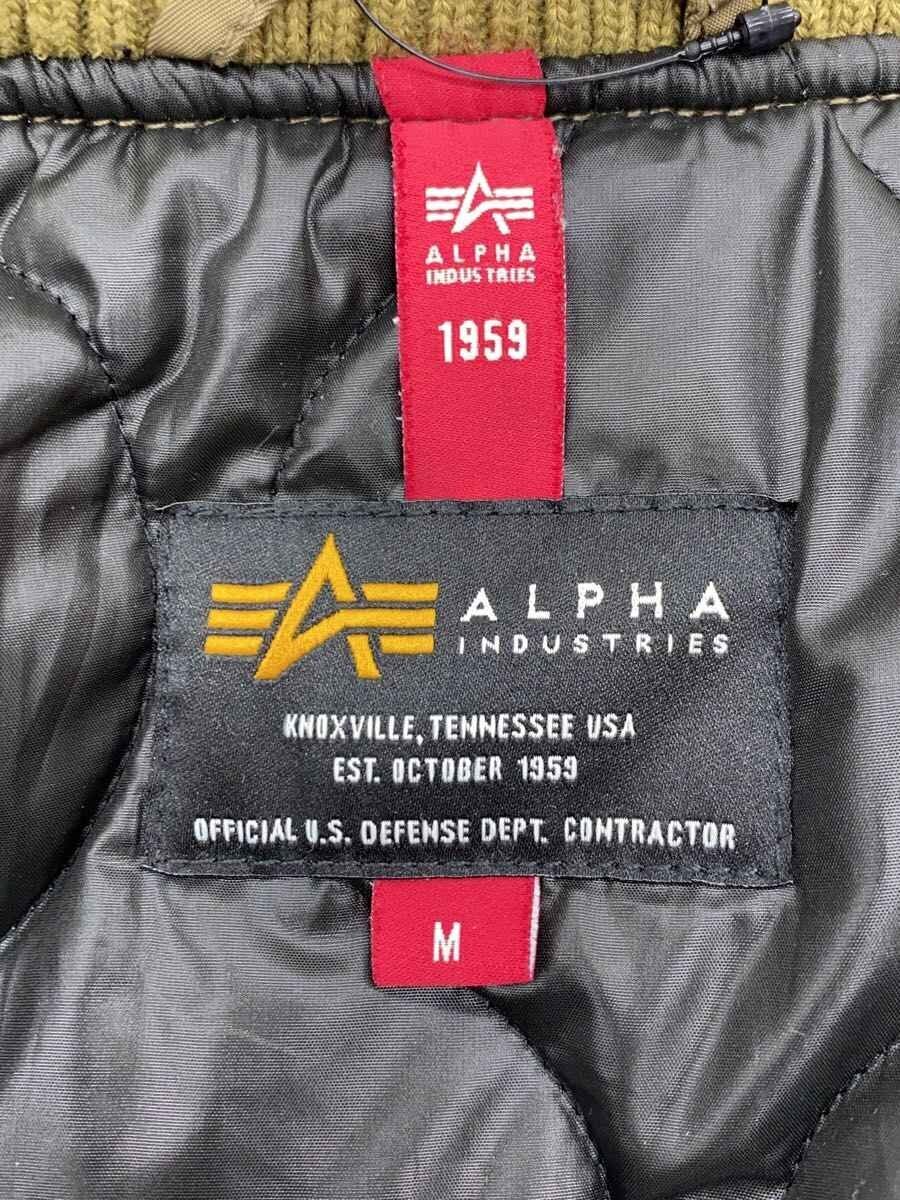 ALPHA
INDUSTRIES
1959
ALPHA
INDUSTRIES
KNOXVILLE, TENNESSEE USA
EST. OCTOBER 1959
OFFICIAL U.S. DEFENSE DEPT. CONTRACTOR
M